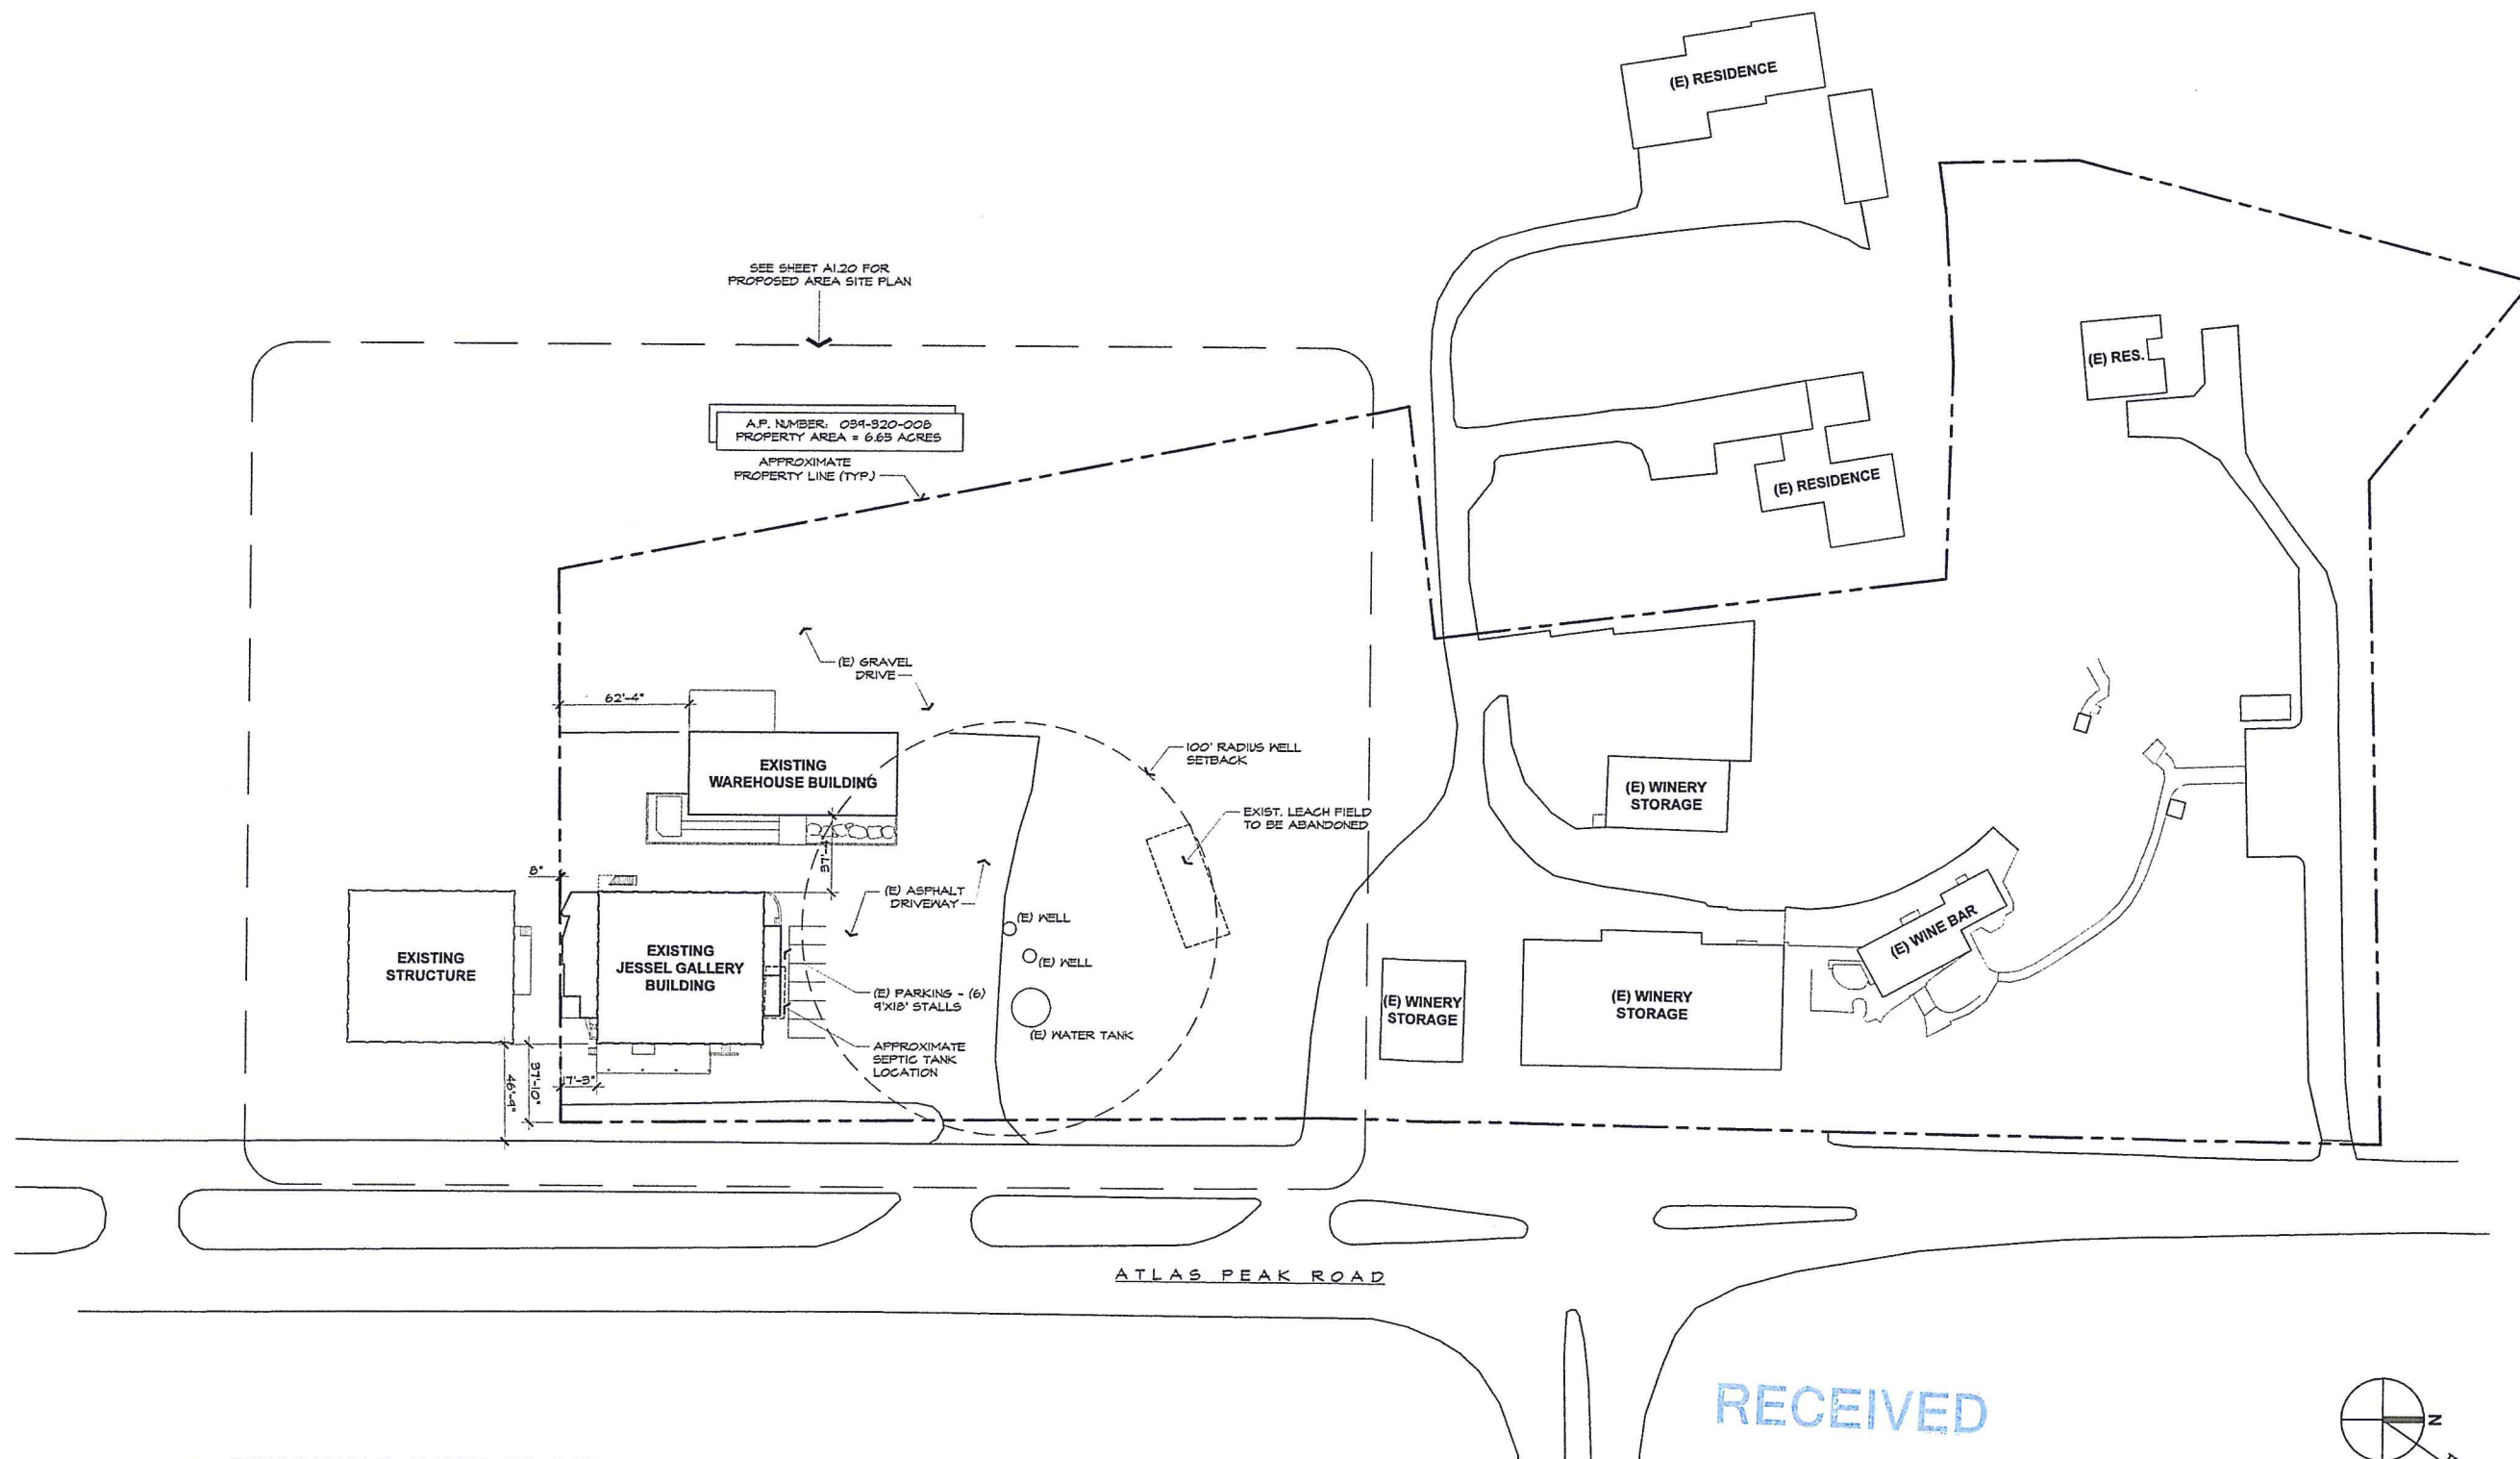 (E) RESIDENCE
SEE SHEET A1.20 FOR
PROPOSED AREA SITE PLAN
(E) RES.
A.P. NUMBER: 039-320-008
PROPERTY AREA = 6.65 ACRES
APPROXIMATE
PROPERTY LINE (TYP.)
(E) RESIDENCE
(E) GRAVEL
DRIVE
62'-4"
100' RADIUS WELL
SETBACK
EXISTING
WAREHOUSE BUILDING
(E) WINERY
STORAGE
EXIST. LEACH FIELD
TO BE ABANDONED
37'-4"
8"
(E) ASPHALT
DRIVEWAY
(E) WELL
(E) WINE BAR
EXISTING
STRUCTURE
EXISTING
JESSEL GALLERY
BUILDING
(E) WELL
(E) PARKING - (6)
9'X18' STALLS
(E) WINERY
STORAGE
(E) WINERY
STORAGE
(E) WATER TANK
APPROXIMATE
SEPTIC TANK
LOCATION
46'-9"
37'-10"
17'-3"
ATLAS PEAK ROAD
RECEIVED
N